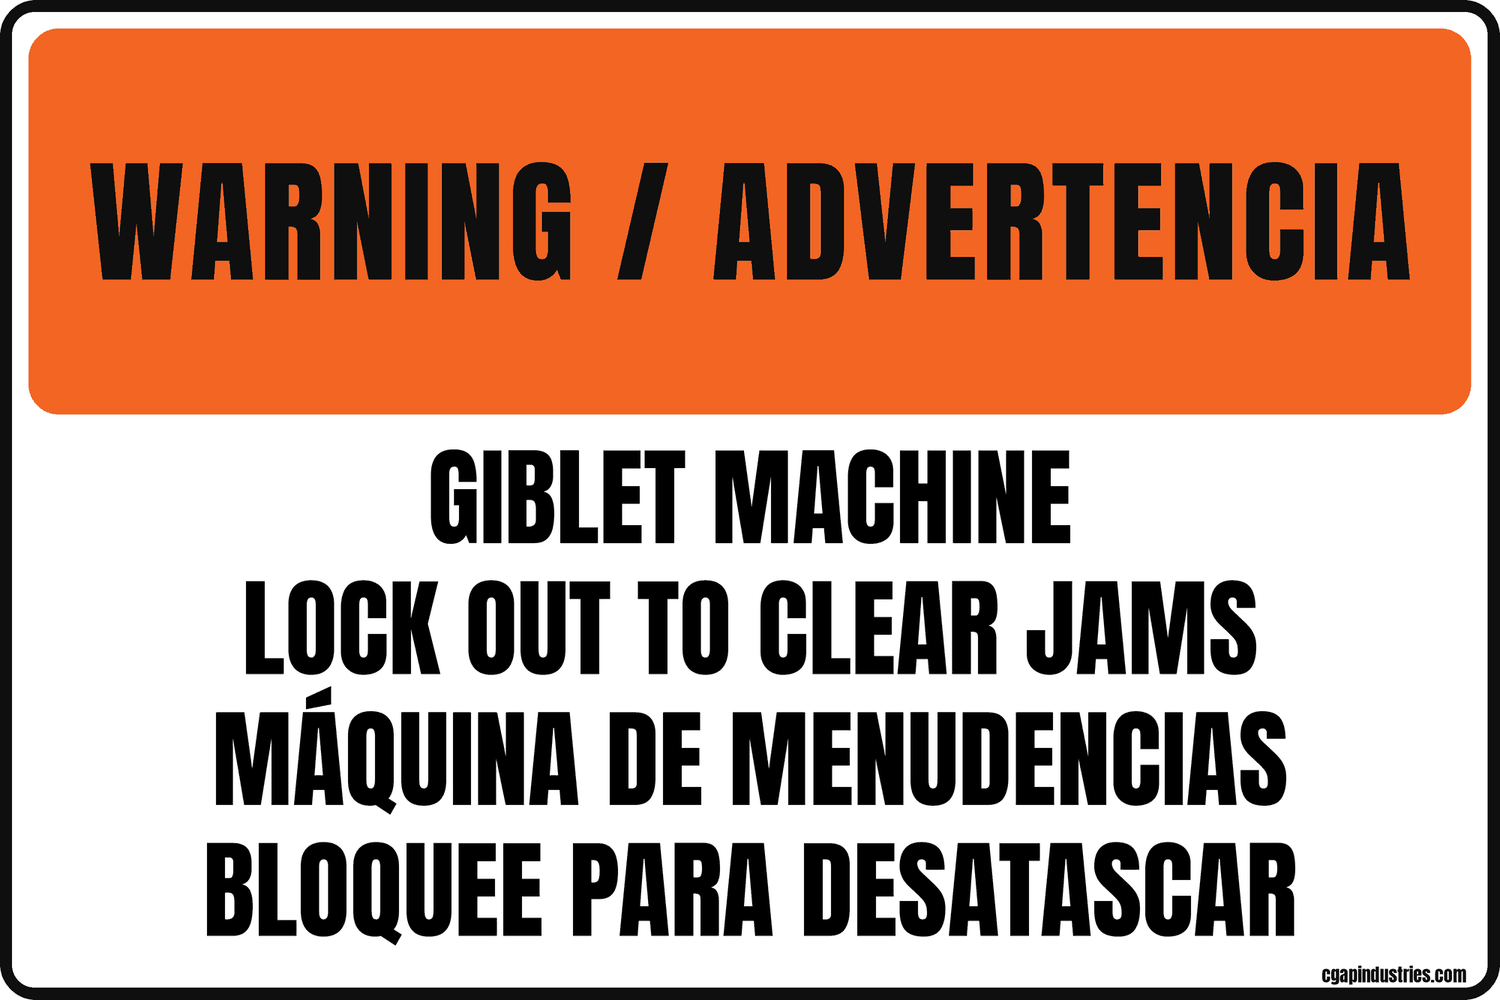 WARNING / ADVERTENCIA
GIBLET MACHINE
LOCK OUT TO CLEAR JAMS
MÁQUINA DE MENUDENCIAS
BLOQUEE PARA DESATASCAR
cgapindustries.com